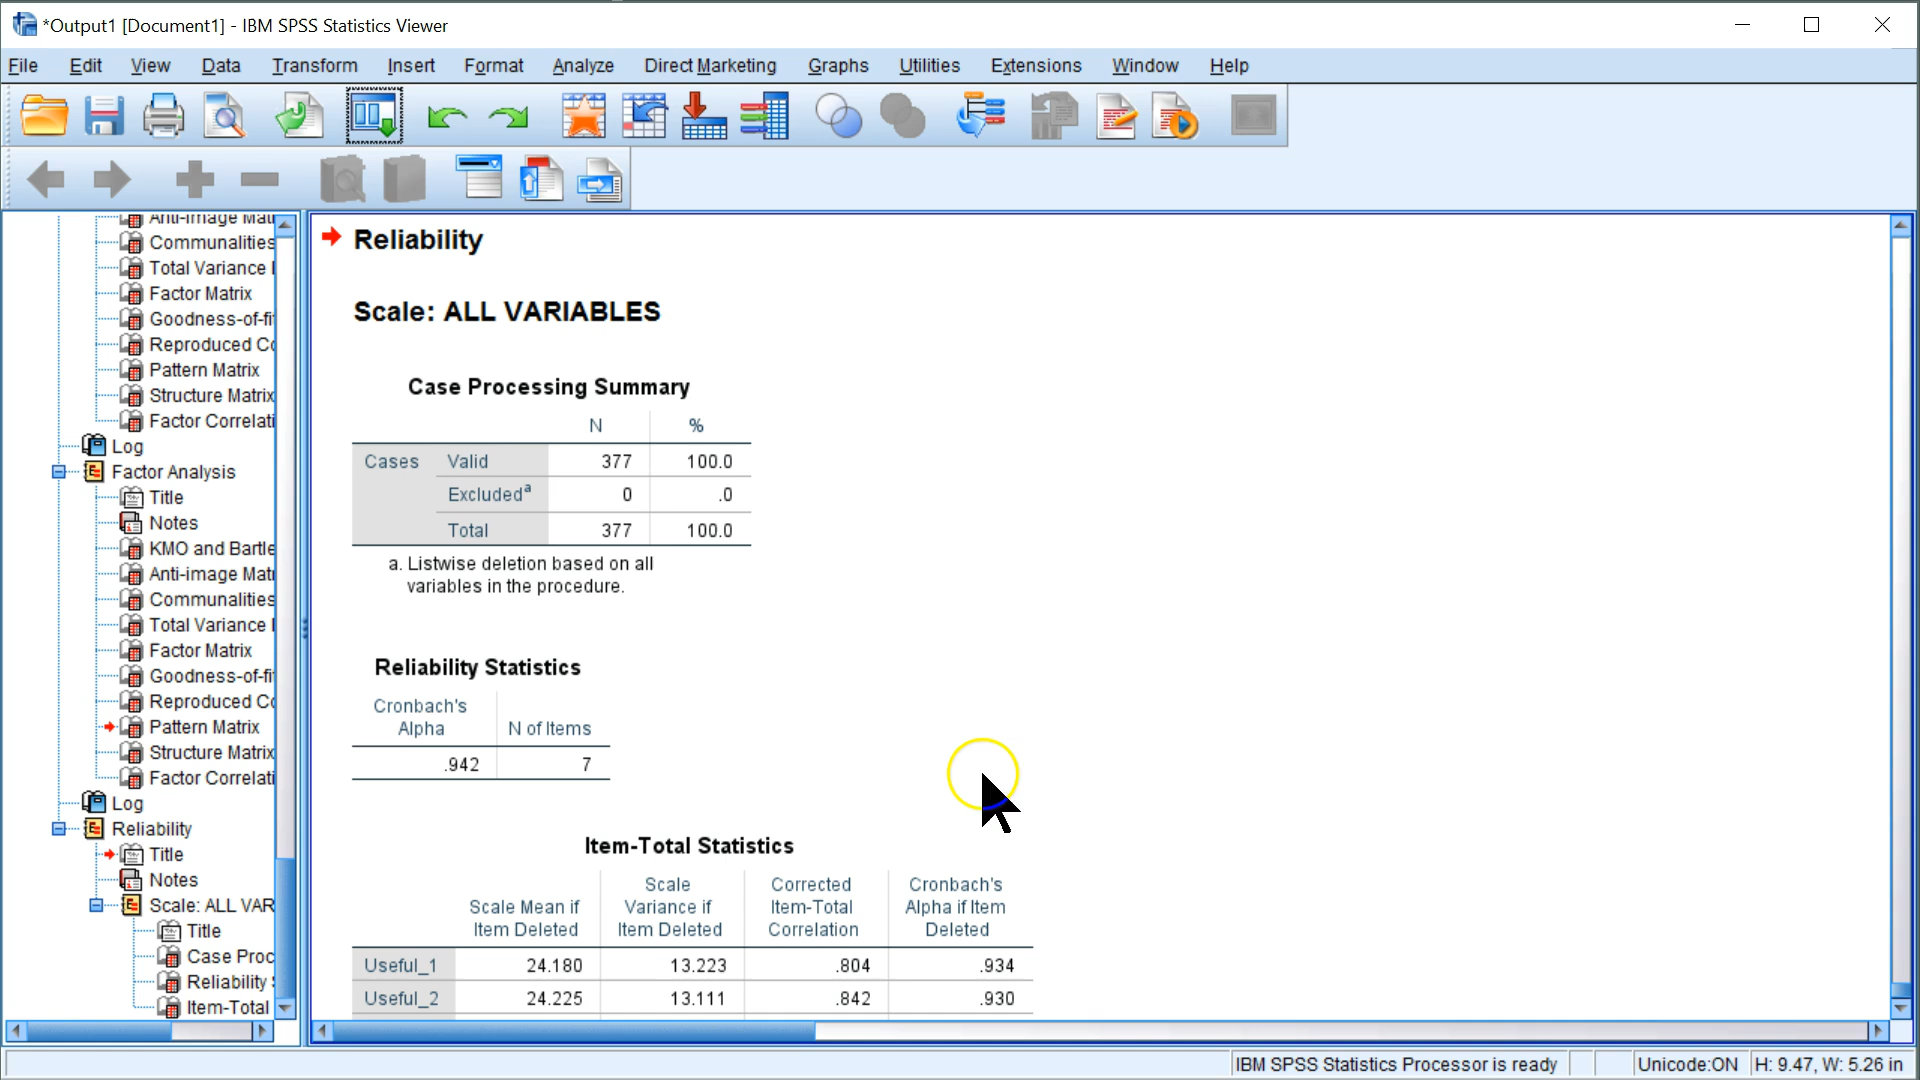 *Output1 [Document1] - IBM SPSS Statistics Viewer
File Edit View Data Transform Insert Format Analyze Direct Marketing Graphs Utilities Extensions Window Help
Anti-image Mat
Communalities
Total Variance
Factor Matrix
Goodness-of-fi
Reproduced Co
Pattern Matrix
Structure Matrix
Factor Correlati
Log
Factor Analysis
Title
Notes
KMO and Bartle
Anti-image Mat
Communalities
Total Variance
Factor Matrix
Goodness-of-fi
Reproduced Co
Pattern Matrix
Structure Matrix
Factor Correlati
Log
Reliability
Title
Notes
Scale: ALL VAR
Title
Case Proc
Reliability
Item-Total
Reliability
Scale: ALL VARIABLES
Case Processing Summary
N %
Cases Valid 377 100.0
Excludedᵃ 0 .0
Total 377 100.0
a. Listwise deletion based on all
variables in the procedure.
Reliability Statistics
Cronbach's
Alpha N of Items
.942 7
Item-Total Statistics
Scale Corrected Cronbach's
Scale Mean if Variance if Item-Total Alpha if Item
Item Deleted Item Deleted Correlation Deleted
Useful_1 24.180 13.223 .804 .934
Useful_2 24.225 13.111 .842 .930
IBM SPSS Statistics Processor is ready Unicode:ON H: 9.47, W: 5.26 in